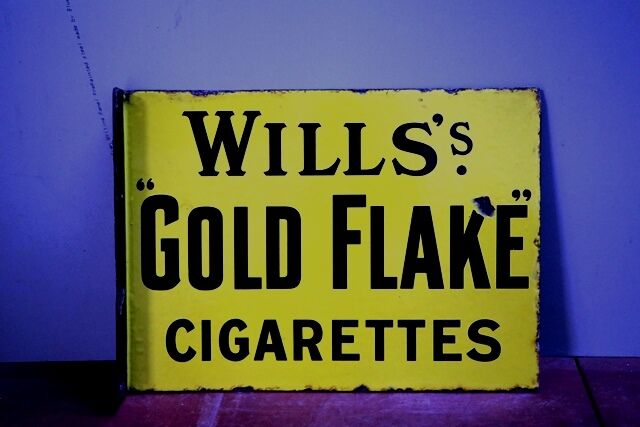 WILLS'S.
"GOLD FLAKE"
CIGARETTES